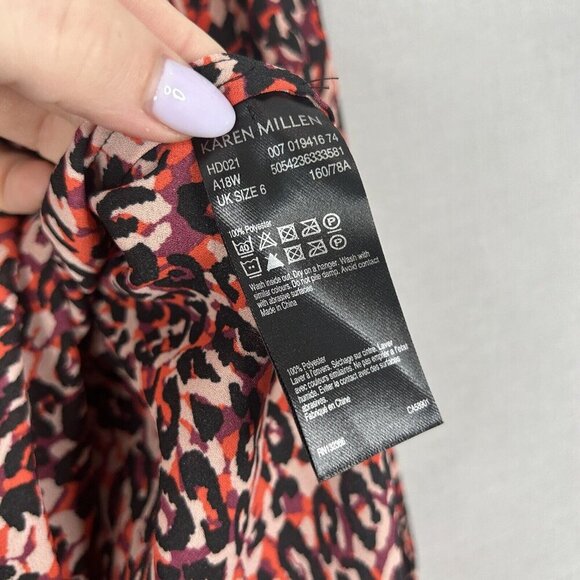 KAREN MILLEN
HD021 007 019416 74
A18W 5054236333581
UK SIZE 6 160/78A
100% Polyester
40
Wash inside out. Dry on a hanger. Wash with
similar colours. Do not pile damp. Avoid contact
with abrasive surfaces.
Made in China
100% Polyester
Laver à l'envers. Séchage sur cintre. Laver
avec couleurs similaires. Ne pas empiler à l'état
humide. Eviter le contact avec des surfaces
abrasives.
Fabriqué en Chine